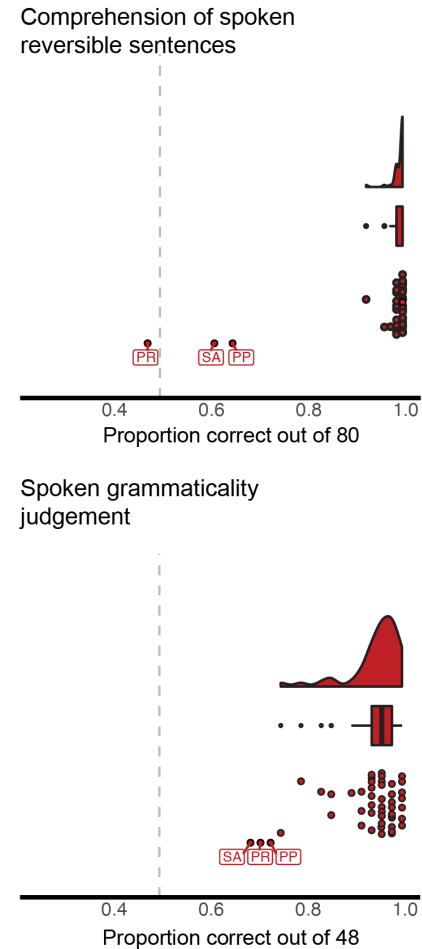 Comprehension of spoken
reversible sentences
PR SA PP
0.4 0.6 0.8 1.0
Proportion correct out of 80
Spoken grammaticality
judgement
SA PR PP
0.4 0.6 0.8 1.0
Proportion correct out of 48